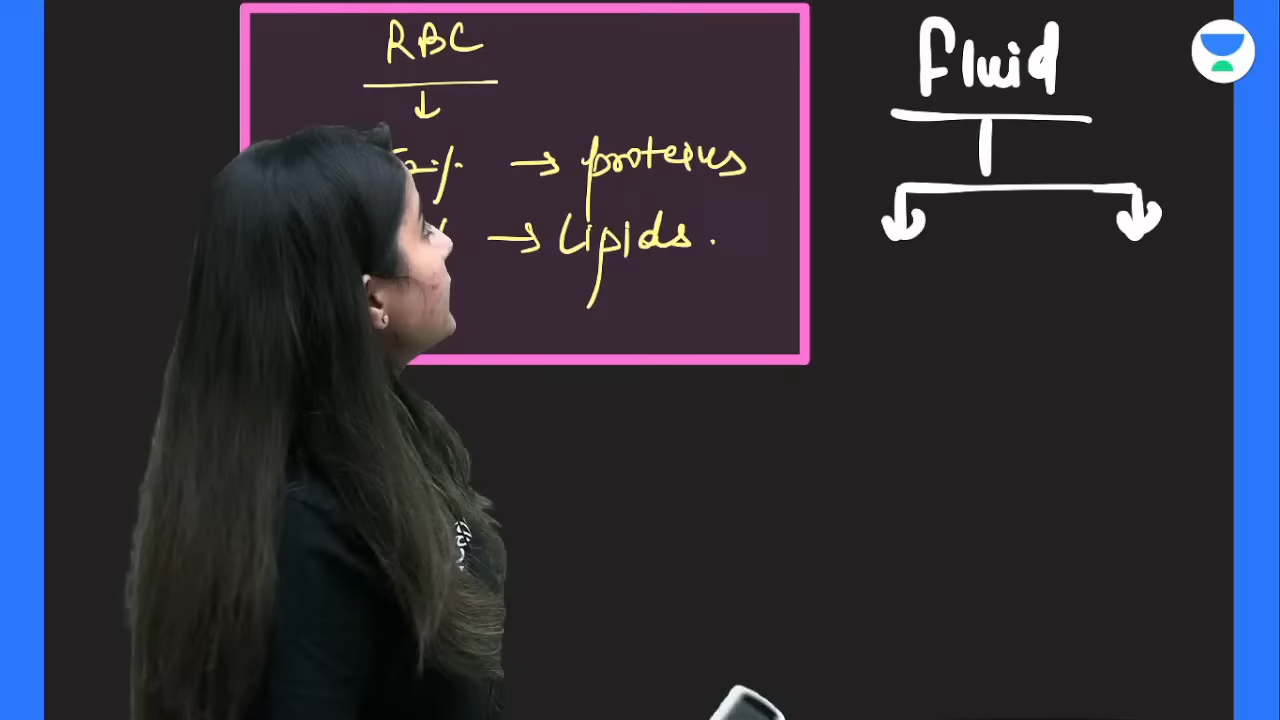 RBC
→ proteins
→ Lipids.
Fluid